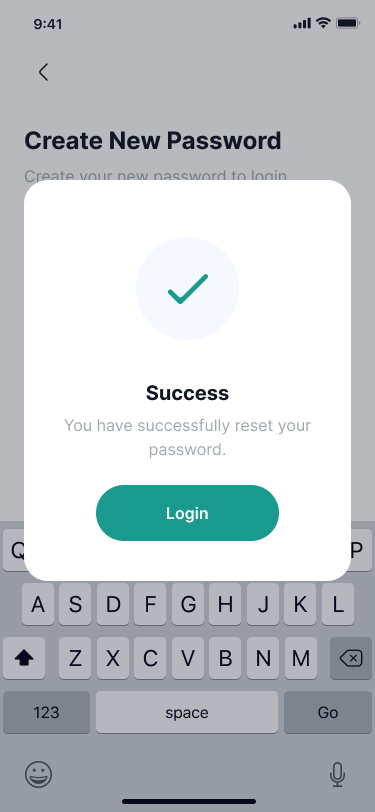 9:41
Create New Password
Create your new password to login
Success
You have successfully reset your
password.
Login
Q P
A S D F G H J K L
Z X C V B N M
123 space Go